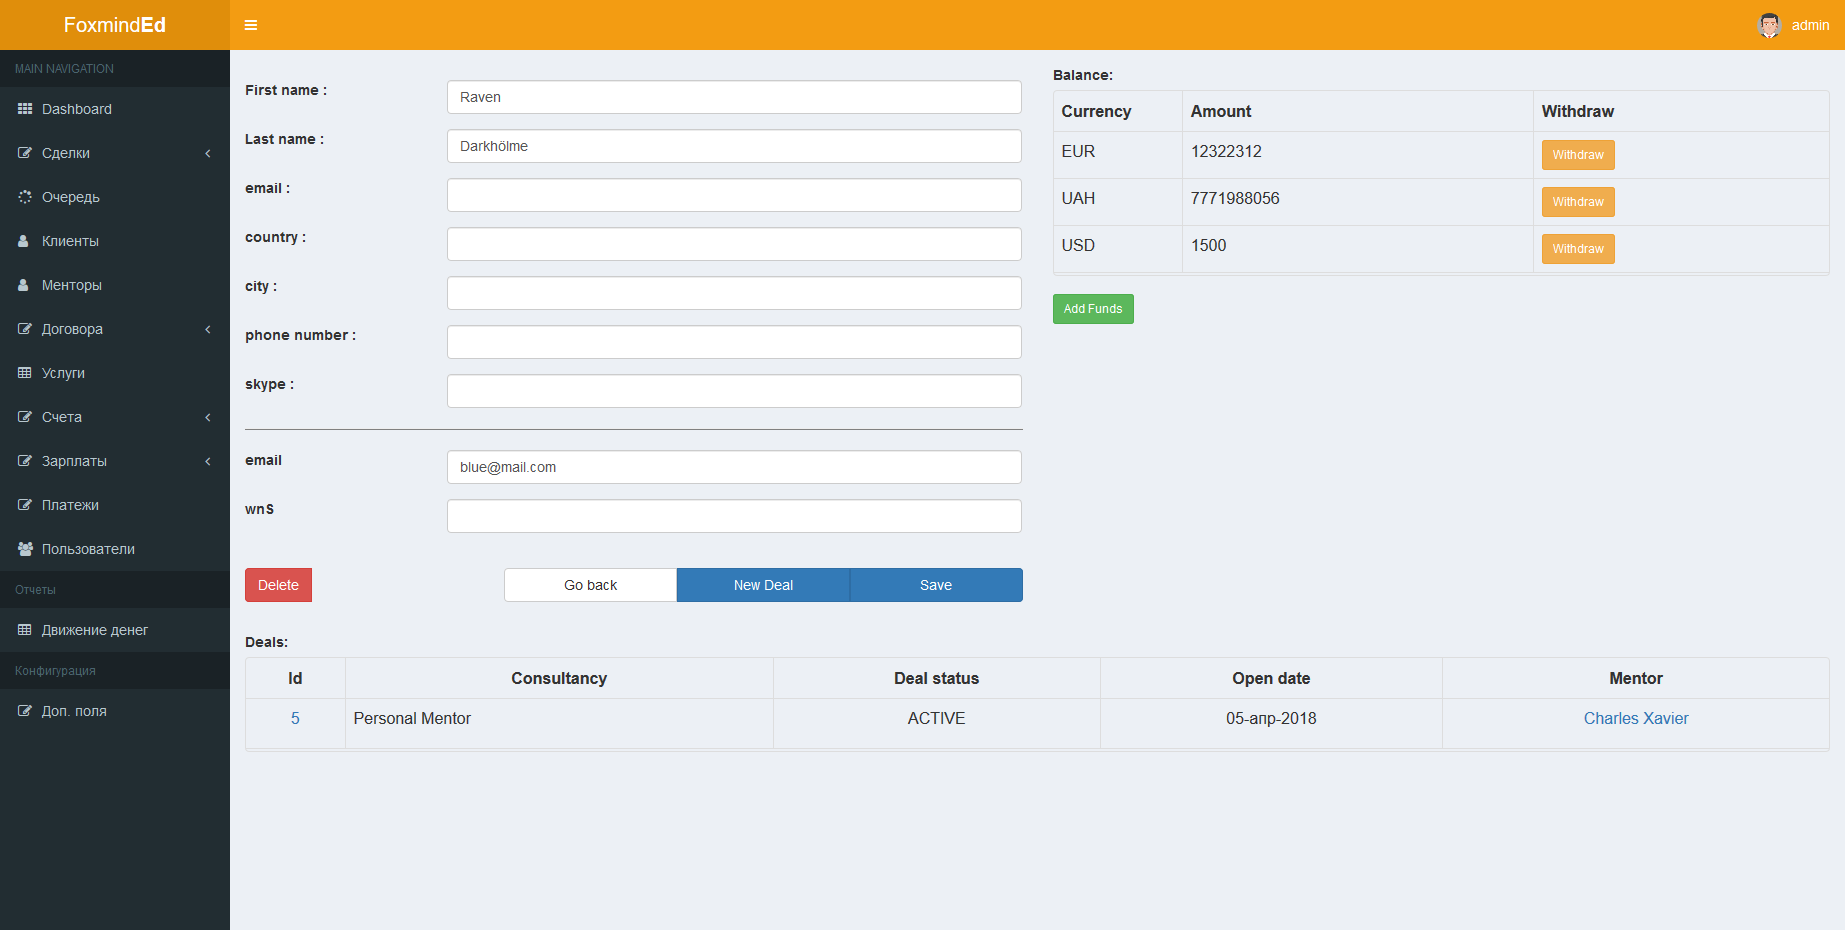 FoxmindEd
admin
MAIN NAVIGATION
Dashboard
Сделки
Очередь
Клиенты
Менторы
Договора
Услуги
Счета
Зарплаты
Платежи
Пользователи
Отчеты
Движение денег
Конфигурация
Доп. поля
First name : Raven
Last name : Darkhölme
email :
country :
city :
phone number :
skype :
email blue@mail.com
wnS
Delete Go back New Deal Save
Balance:
Currency Amount Withdraw
EUR 12322312 Withdraw
UAH 7771988056 Withdraw
USD 1500 Withdraw
Add Funds
Deals:
Id Consultancy Deal status Open date Mentor
5 Personal Mentor ACTIVE 05-апр-2018 Charles Xavier